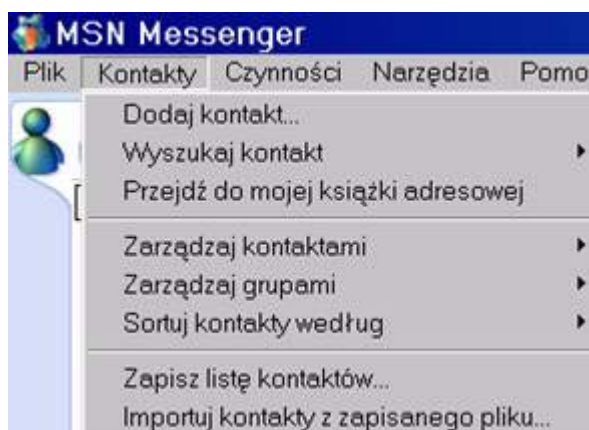 MSN Messenger
Plik Kontakty Czynności Narzędzia Pomo
Dodaj kontakt...
Wyszukaj kontakt
Przejdź do mojej książki adresowej
Zarządzaj kontaktami
Zarządzaj grupami
Sortuj kontakty według
Zapisz listę kontaktów...
Importuj kontakty z zapisanego pliku...